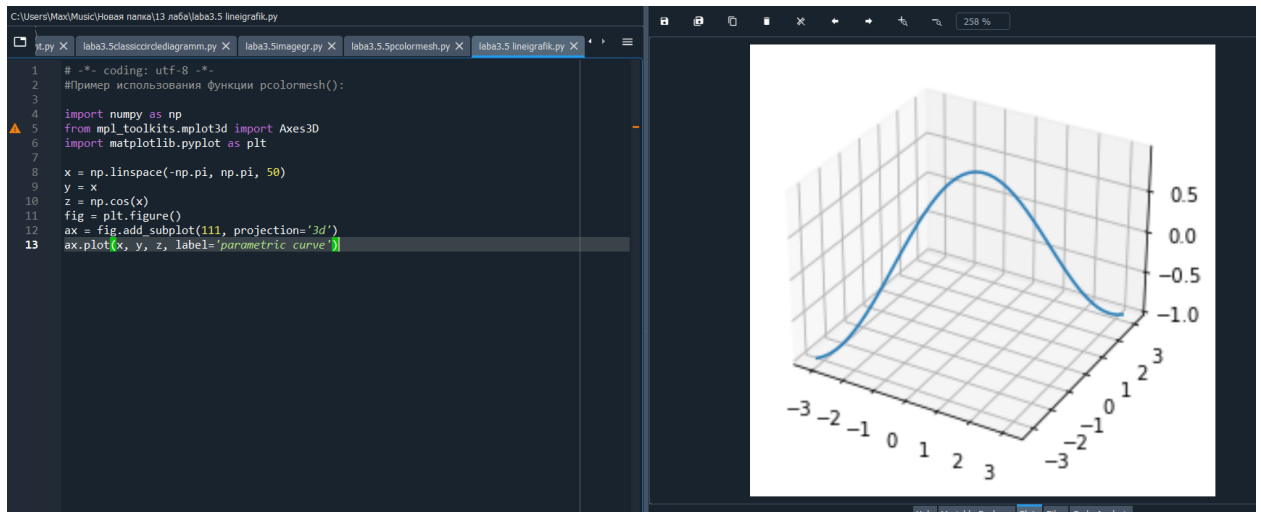 C:\Users\Max\Music\Новая папка\13 лаба\laba3.5 lineigrafik.py
nt.py laba3.5classiccirclediagramm.py laba3.5imagegr.py laba3.5.5pcolormesh.py laba3.5 lineigrafik.py
258 %
1 # -*- coding: utf-8 -*-
2 #Пример использования функции pcolormesh():
3
4 import numpy as np
5 from mpl_toolkits.mplot3d import Axes3D
6 import matplotlib.pyplot as plt
7
8 x = np.linspace(-np.pi, np.pi, 50)
9 y = x
10 z = np.cos(x)
11 fig = plt.figure()
12 ax = fig.add_subplot(111, projection='3d')
13 ax.plot(x, y, z, label='parametric curve')
0.5
0.0
−0.5
−1.0
−3 −2 −1 0 1 2 3
−3 −2 −1 0 1 2 3